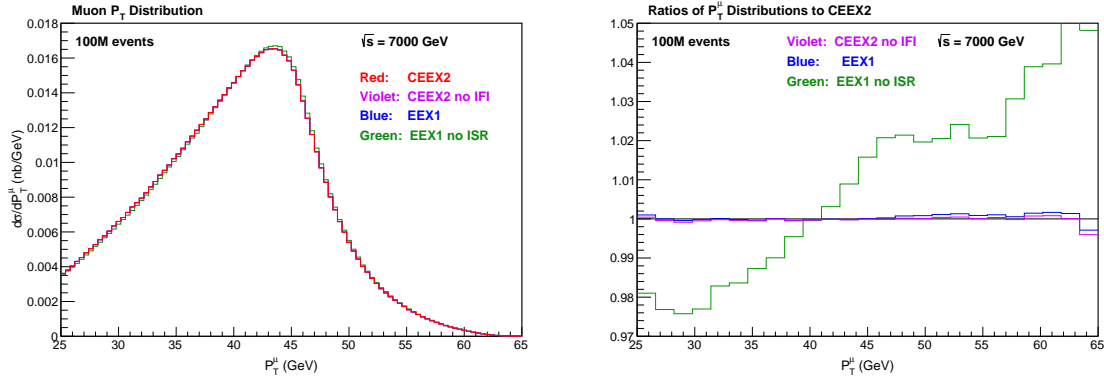 Muon P_T Distribution
100M events
√s = 7000 GeV
Red: CEEX2
Violet: CEEX2 no IFI
Blue: EEX1
Green: EEX1 no ISR
dσ/dP_T^μ (nb/GeV)
0.018
0.016
0.014
0.012
0.01
0.008
0.006
0.004
0.002
0
25 30 35 40 45 50 55 60 65
P_T^μ (GeV)
Ratios of P_T^μ Distributions to CEEX2
100M events
Violet: CEEX2 no IFI
√s = 7000 GeV
Blue: EEX1
Green: EEX1 no ISR
1.05
1.04
1.03
1.02
1.01
1
0.99
0.98
0.97
25 30 35 40 45 50 55 60 65
P_T^μ (GeV)